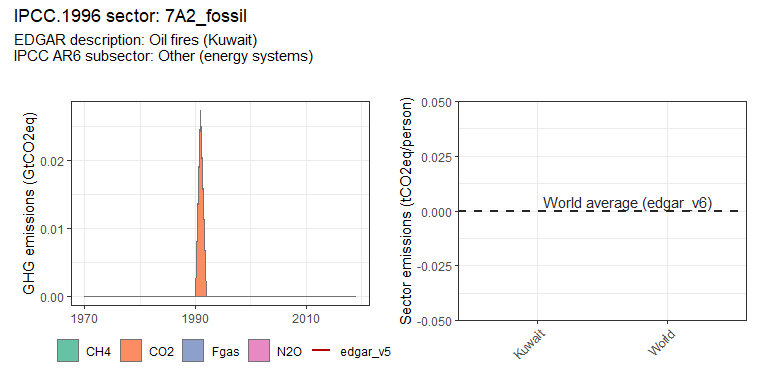 IPCC.1996 sector: 7A2_fossil
EDGAR description: Oil fires (Kuwait)
IPCC AR6 subsector: Other (energy systems)
GHG emissions (GtCO2eq)
0.02
0.01
0.00
1970 1990 2010
CH4 CO2 Fgas N2O edgar_v5
Sector emissions (tCO2eq/person)
0.050
0.025
0.000
-0.025
-0.050
World average (edgar_v6)
Kuwait World